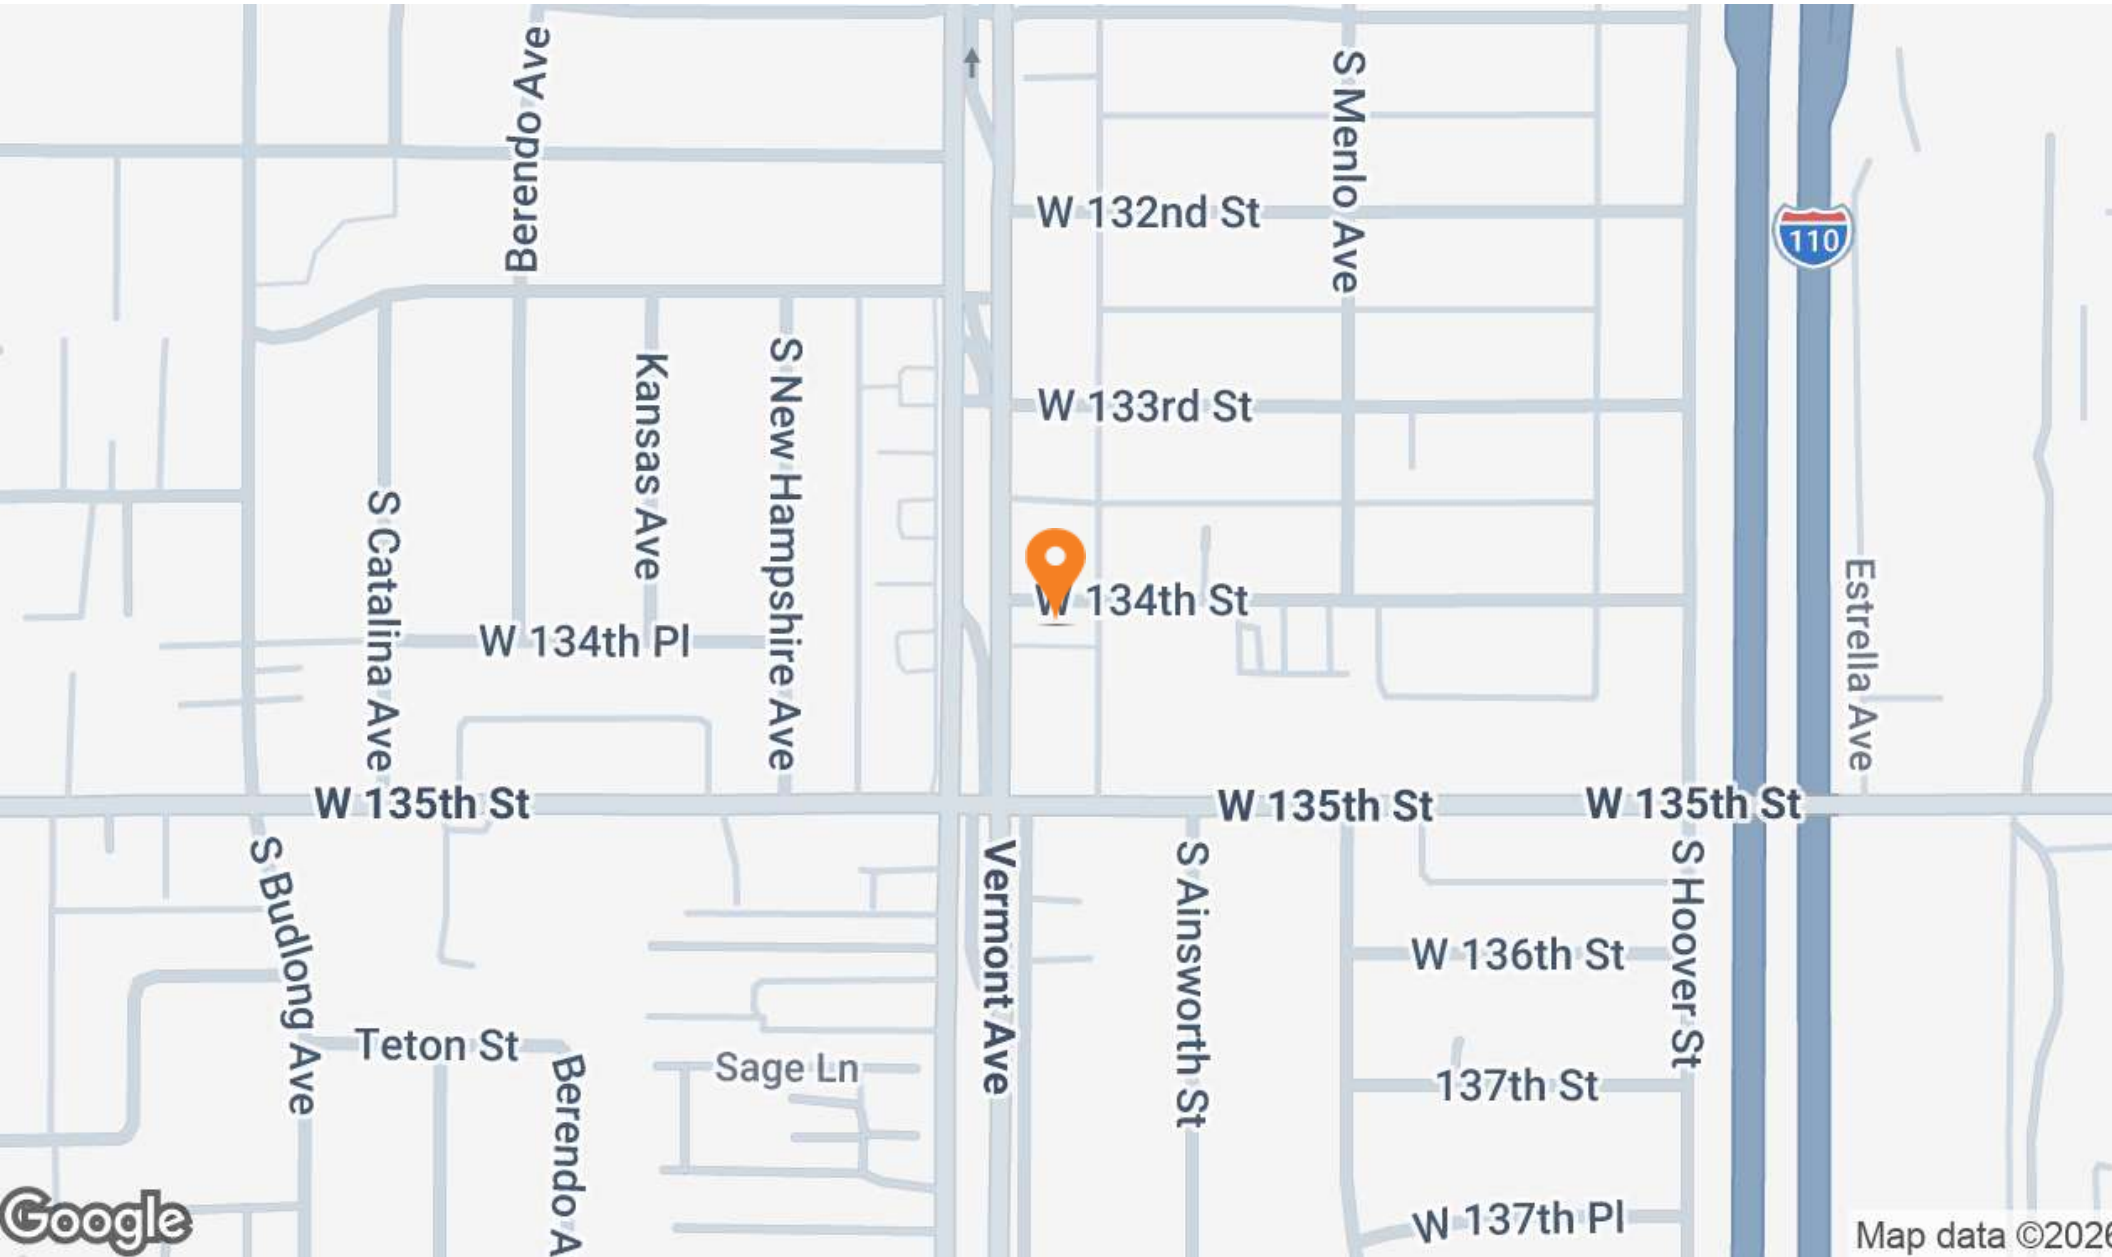 Berendo Ave
S Menlo Ave
W 132nd St
110
Kansas Ave
S New Hampshire Ave
W 133rd St
S Catalina Ave
W 134th St
W 134th Pl
Estrella Ave
W 135th St
W 135th St
W 135th St
S Budlong Ave
Vermont Ave
S Ainsworth St
S Hoover St
W 136th St
Teton St
Sage Ln
137th St
Berendo A
W 137th Pl
Google
Map data ©2026